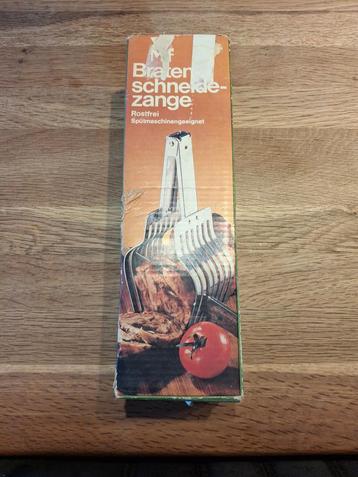 Braten
schneide-
zange
Rostfrei
Spülmaschinengeeignet